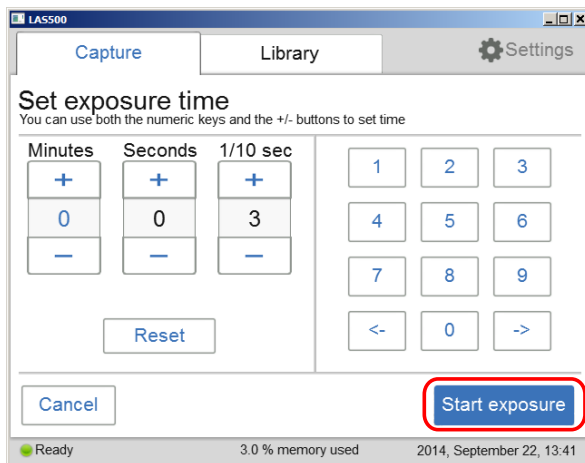 LAS500
Capture Library Settings
Set exposure time
You can use both the numeric keys and the +/- buttons to set time
Minutes Seconds 1/10 sec
+ + +
0 0 3
— — —
Reset
1 2 3
4 5 6
7 8 9
<- 0 ->
Cancel Start exposure
Ready 3.0 % memory used 2014, September 22, 13:41